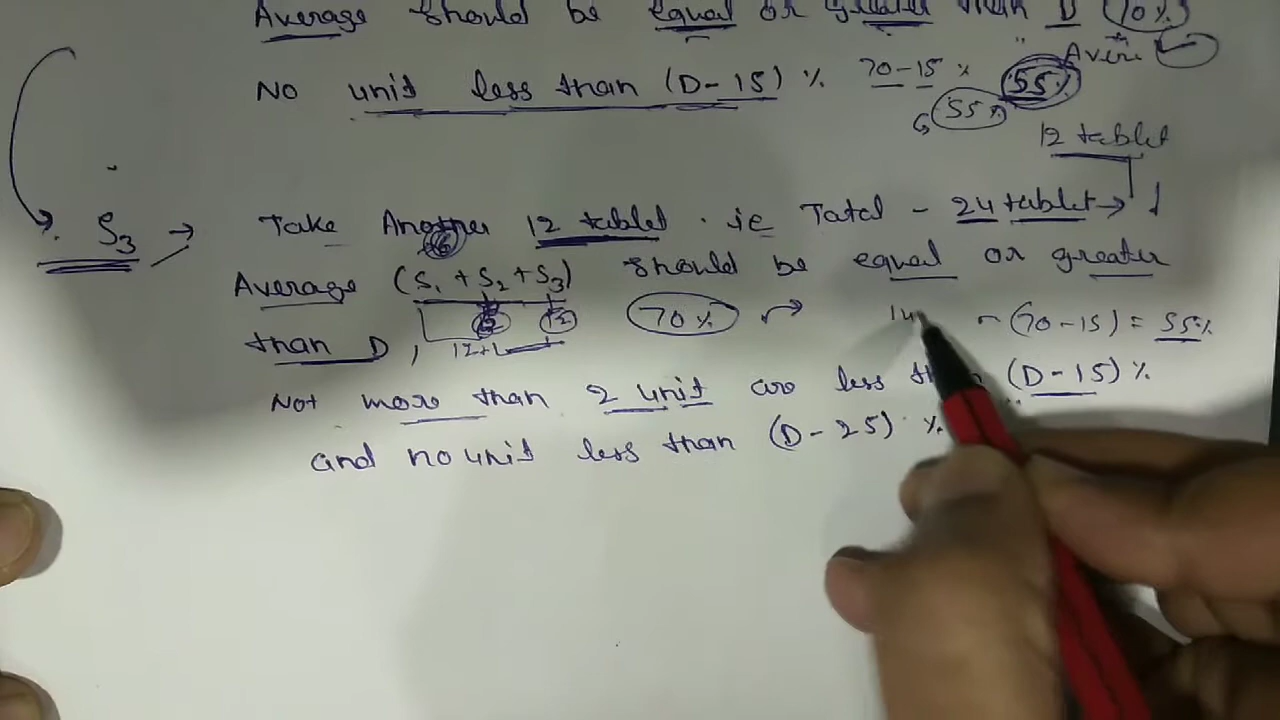 Average should be equal or greater than D (70%)
Aver
No unit less than (D-15) % 70-15 % 55%
55%
12 tablet
S3 → Take Another 12 tablet . ie Total - 24 tablet →
6
Average (S1 + S2 + S3) should be equal or greater
than D, 12 70% (70-15) = 55%
12+
Not more than 2 unit are less than (D-15) %
and no unit less than (D-25) %